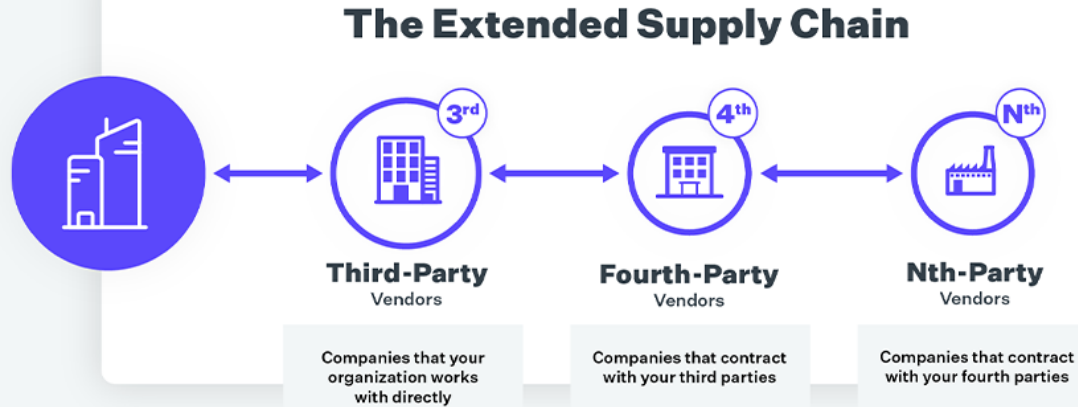 The Extended Supply Chain
3rd
4th
Nth
Third-Party
Vendors
Fourth-Party
Vendors
Nth-Party
Vendors
Companies that your
organization works
with directly
Companies that contract
with your third parties
Companies that contract
with your fourth parties